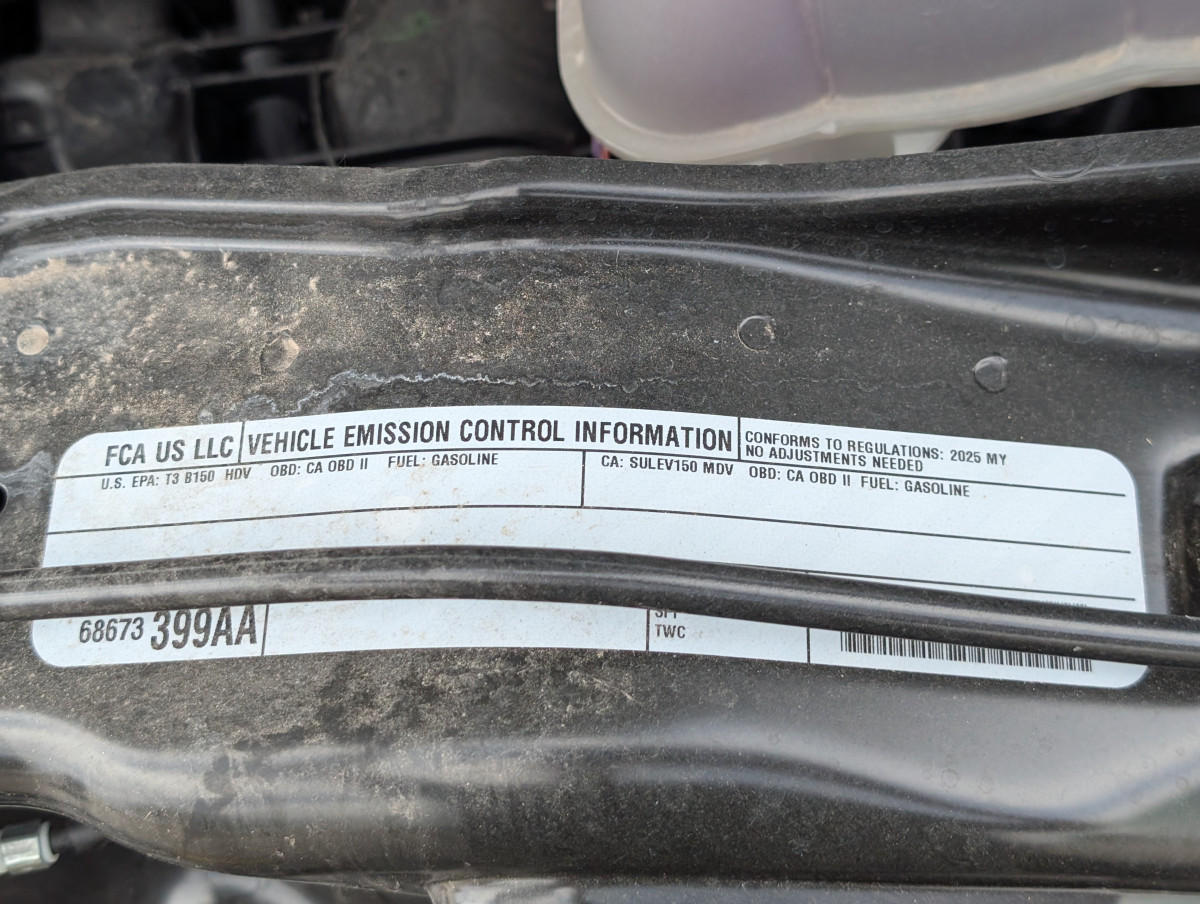 FCA US LLC
VEHICLE EMISSION CONTROL INFORMATION
CONFORMS TO REGULATIONS: 2025 MY
NO ADJUSTMENTS NEEDED
U.S. EPA: T3 B150 HDV OBD: CA OBD II FUEL: GASOLINE
CA: SULEV150 MDV OBD: CA OBD II FUEL: GASOLINE
68673 399AA
TWC